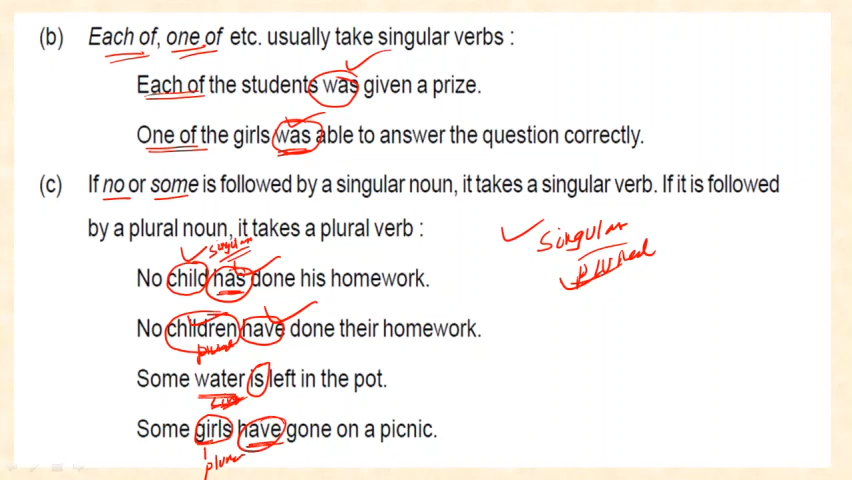 (b) Each of, one of etc. usually take singular verbs :
Each of the students was given a prize.
One of the girls was able to answer the question correctly.
(c) If no or some is followed by a singular noun, it takes a singular verb. If it is followed
by a plural noun, it takes a plural verb :
Singular
Singular
No child has done his homework.
No children have done their homework.
Some water is left in the pot.
Some girls have gone on a picnic.